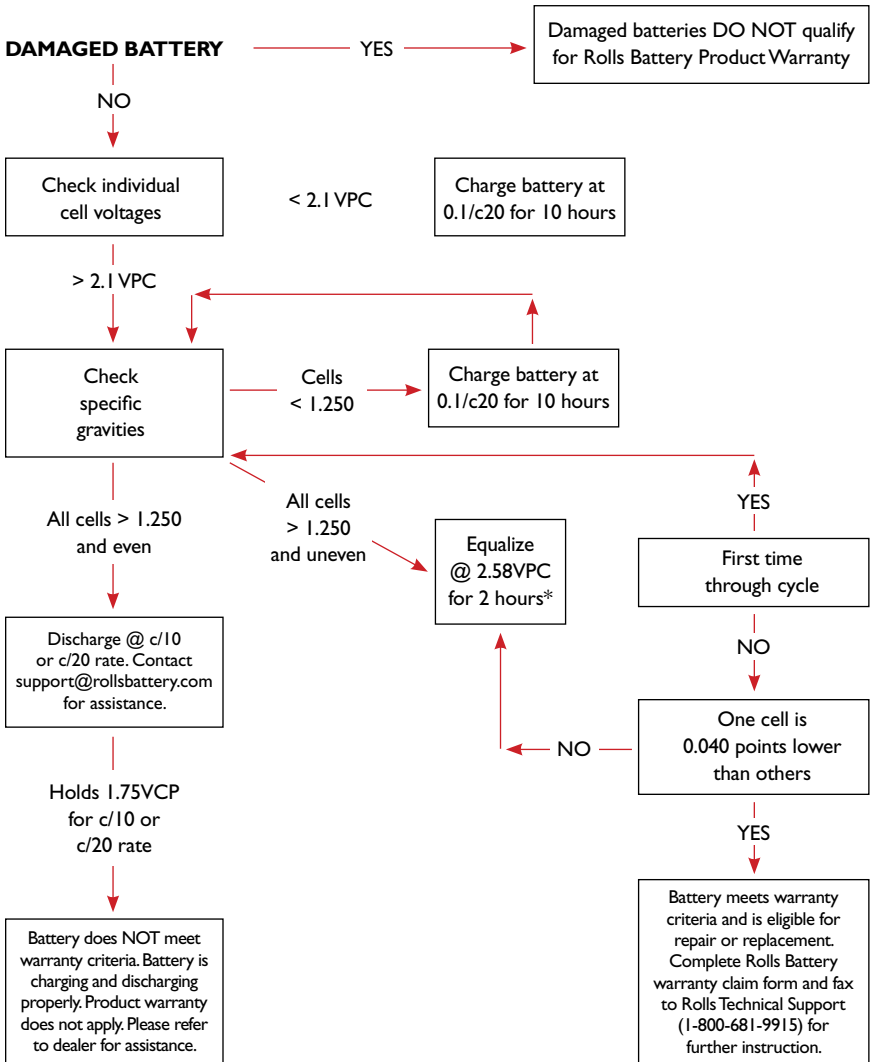 DAMAGED BATTERY
YES
Damaged batteries DO NOT qualify
for Rolls Battery Product Warranty
NO
Check individual
cell voltages
< 2.1 VPC
Charge battery at
0.1/c20 for 10 hours
> 2.1 VPC
Check
specific
gravities
Cells
< 1.250
Charge battery at
0.1/c20 for 10 hours
All cells > 1.250
and even
All cells
> 1.250
and uneven
Equalize
@ 2.58VPC
for 2 hours*
YES
First time
through cycle
NO
Discharge @ c/10
or c/20 rate. Contact
support@rollsbattery.com
for assistance.
One cell is
0.040 points lower
than others
NO
Holds 1.75VCP
for c/10 or
c/20 rate
YES
Battery does NOT meet
warranty criteria. Battery is
charging and discharging
properly. Product warranty
does not apply. Please refer
to dealer for assistance.
Battery meets warranty
criteria and is eligible for
repair or replacement.
Complete Rolls Battery
warranty claim form and fax
to Rolls Technical Support
(1-800-681-9915) for
further instruction.